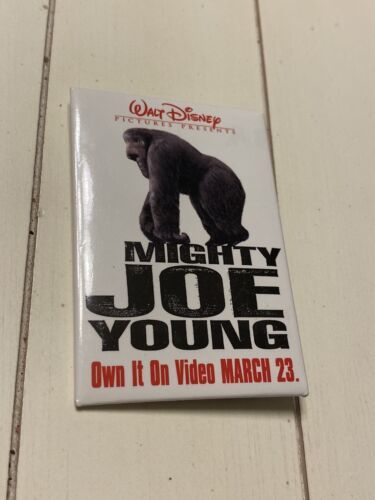 WALT DISNEY
PICTURES PRESENTS
MIGHTY
JOE
YOUNG
Own It On Video MARCH 23.